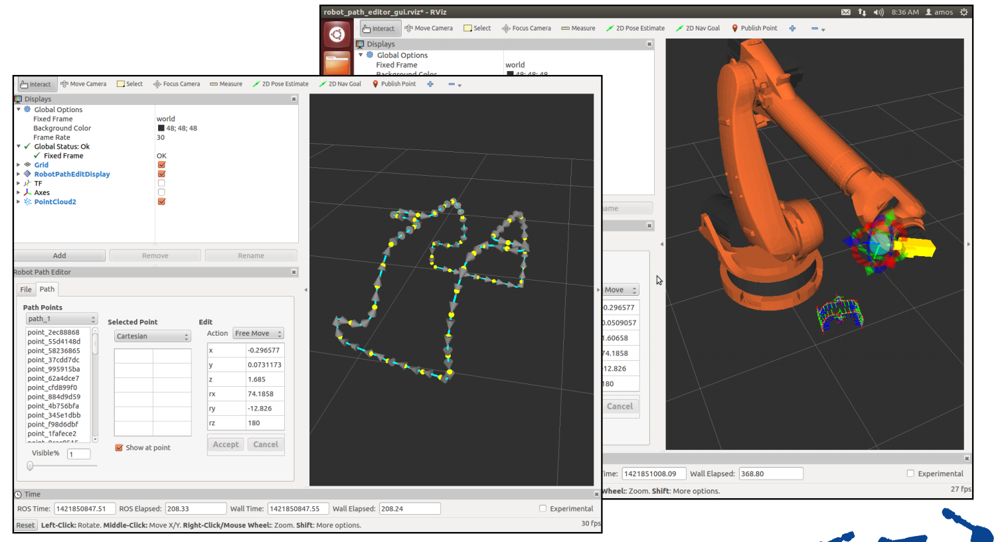 robot_path_editor_gui.rviz* - RViz
8:36 AM amos
Interact Move Camera Select Focus Camera Measure 2D Pose Estimate 2D Nav Goal Publish Point
Displays
Global Options
Fixed Frame world
Background Color 48; 48; 48
Interact Move Camera Select Focus Camera Measure 2D Pose Estimate 2D Nav Goal Publish Point
Displays
Global Options
Fixed Frame world
Background Color 48; 48; 48
Frame Rate 30
Global Status: Ok
Fixed Frame OK
Grid
RobotPathEditDisplay
TF
Axes
PointCloud2
Add Remove Rename
Robot Path Editor
File Path
Path Points
path_1
point_2ec88868
point_55d4148d
point_58236865
point_37cdd7dc
point_995915ba
point_62a4dce7
point_cfd899f0
point_884d9d59
point_4b756bfa
point_345e1dbb
point_f98d6dbf
point_1fafece2
Visible% 1
Selected Point
Cartesian
Show at point
Edit
Action Free Move
x -0.296577
y 0.0731173
z 1.685
rx 74.1858
ry -12.826
rz 180
Accept Cancel
Time
ROS Time: 1421850847.51 ROS Elapsed: 208.33 Wall Time: 1421850847.55 Wall Elapsed: 208.24 Experimental
Reset Left-Click: Rotate. Middle-Click: Move X/Y. Right-Click/Mouse Wheel:: Zoom. Shift: More options. 30 fps
ame
Move
0.296577
0.0509057
1.60658
74.1858
12.826
180
Cancel
ime: 1421851008.09 Wall Elapsed: 368.80 Experimental
Wheel:: Zoom. Shift: More options. 27 fps